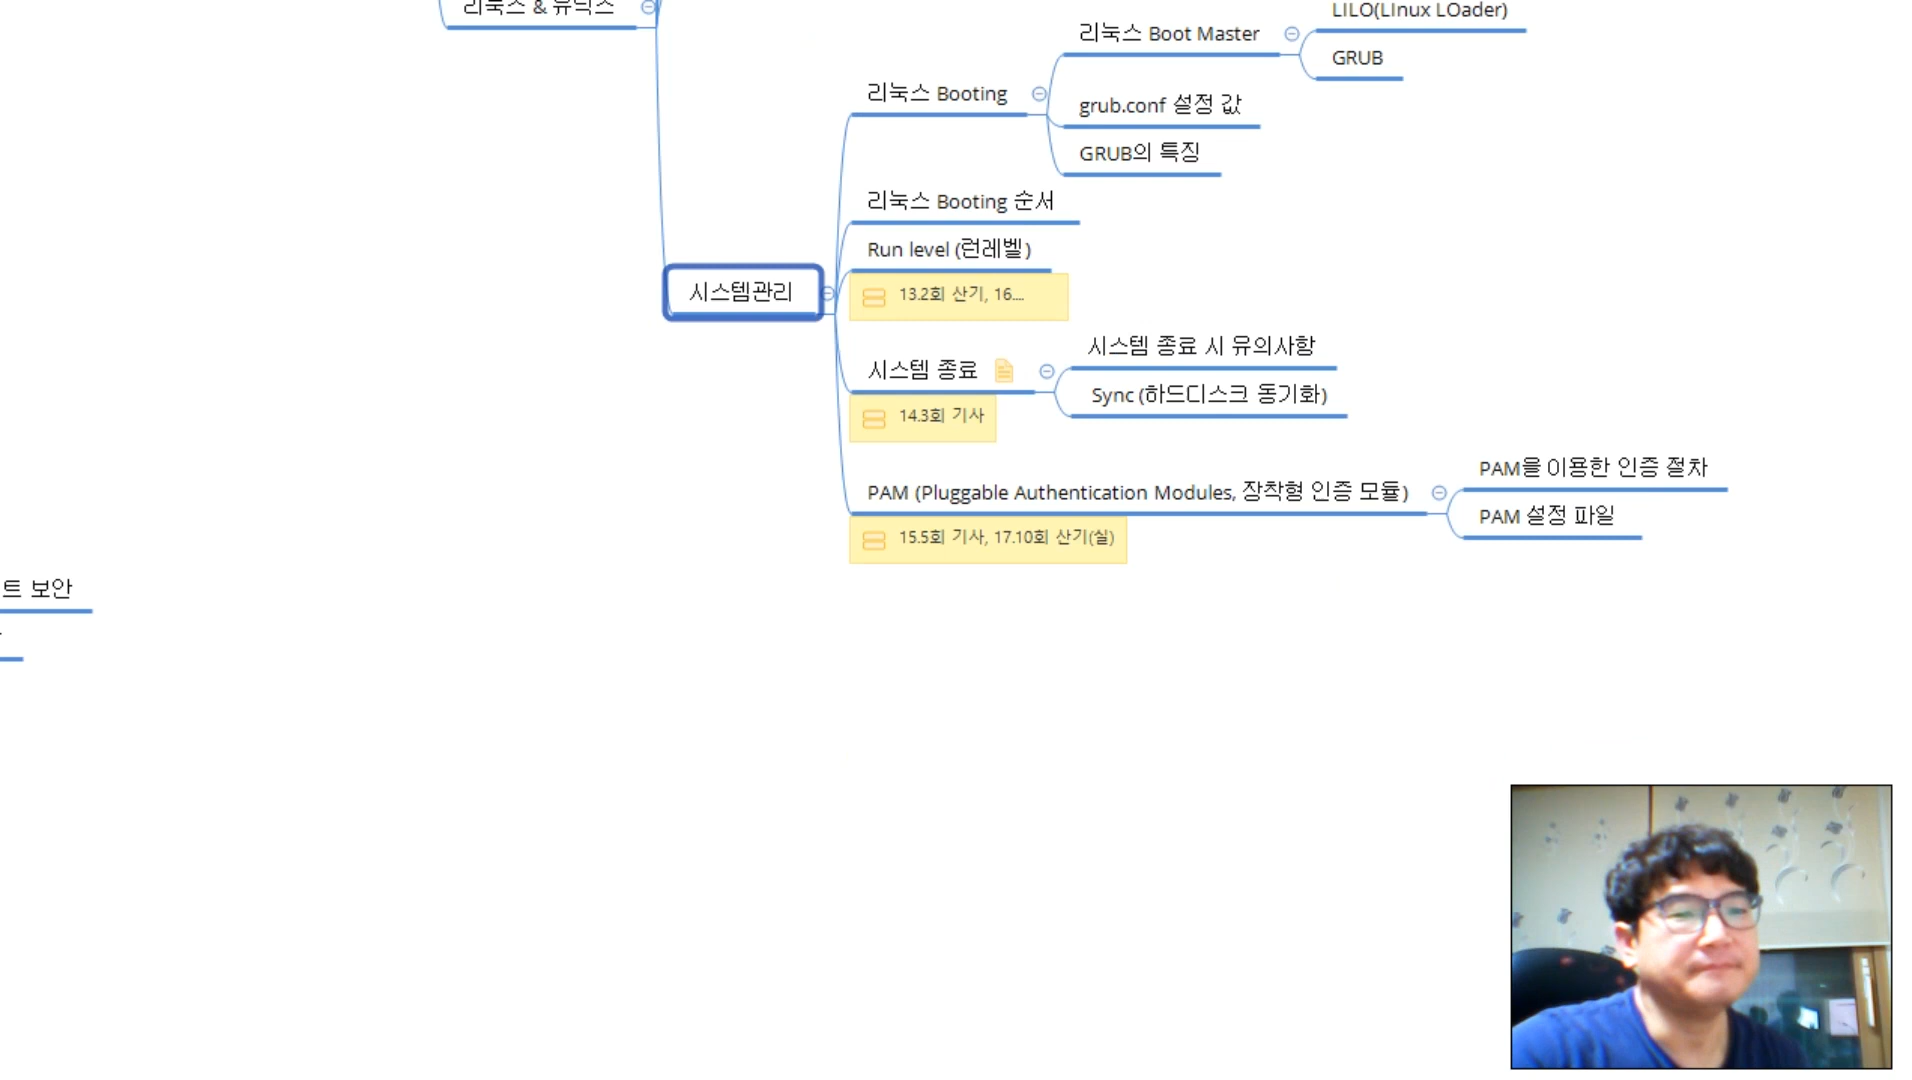 리눅스 & 유닉스
LILO(LInux LOader)
리눅스 Boot Master
GRUB
리눅스 Booting
grub.conf 설정 값
GRUB의 특징
리눅스 Booting 순서
Run level (런레벨)
시스템관리
13.2회 산기, 16....
시스템 종료 시 유의사항
시스템 종료
Sync (하드디스크 동기화)
14.3회 기사
PAM을 이용한 인증 절차
PAM (Pluggable Authentication Modules, 장착형 인증 모듈)
PAM 설정 파일
15.5회 기사, 17.10회 산기(실)
트 보안